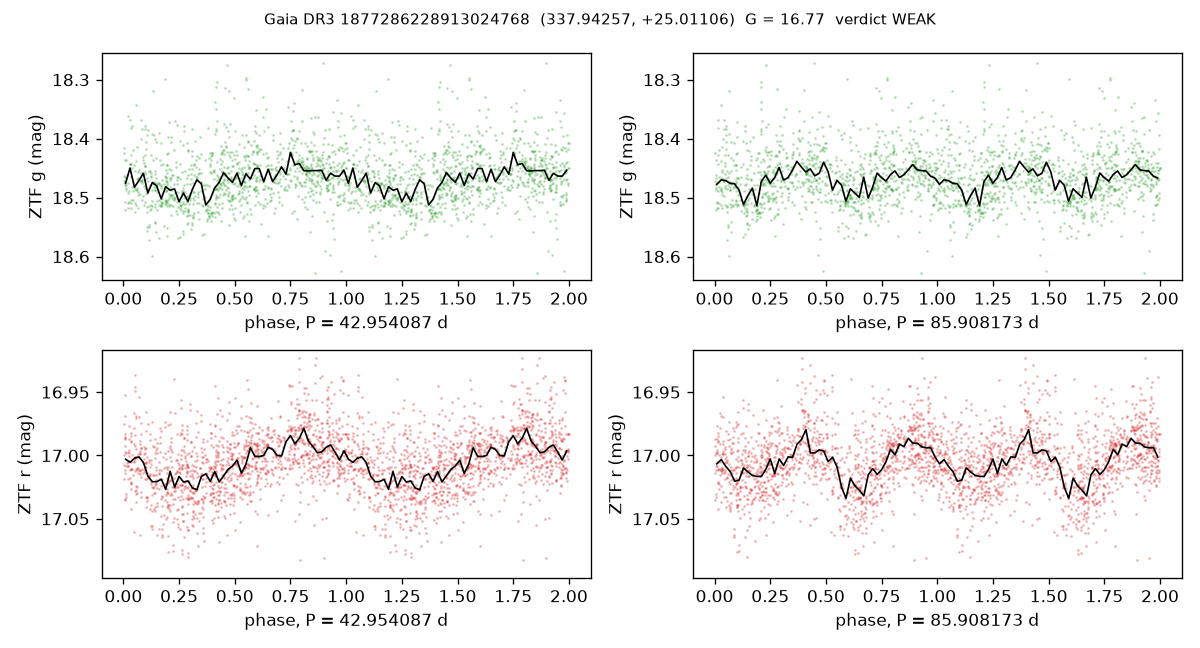 Gaia DR3 1877286228913024768  (337.94257, +25.01106)  G = 16.77  verdict WEAK
ZTF g (mag)
18.3
18.4
18.5
18.6
0.00 0.25 0.50 0.75 1.00 1.25 1.50 1.75 2.00
phase, P = 42.954087 d
ZTF g (mag)
18.3
18.4
18.5
18.6
0.00 0.25 0.50 0.75 1.00 1.25 1.50 1.75 2.00
phase, P = 85.908173 d
ZTF r (mag)
16.95
17.00
17.05
0.00 0.25 0.50 0.75 1.00 1.25 1.50 1.75 2.00
phase, P = 42.954087 d
ZTF r (mag)
16.95
17.00
17.05
0.00 0.25 0.50 0.75 1.00 1.25 1.50 1.75 2.00
phase, P = 85.908173 d